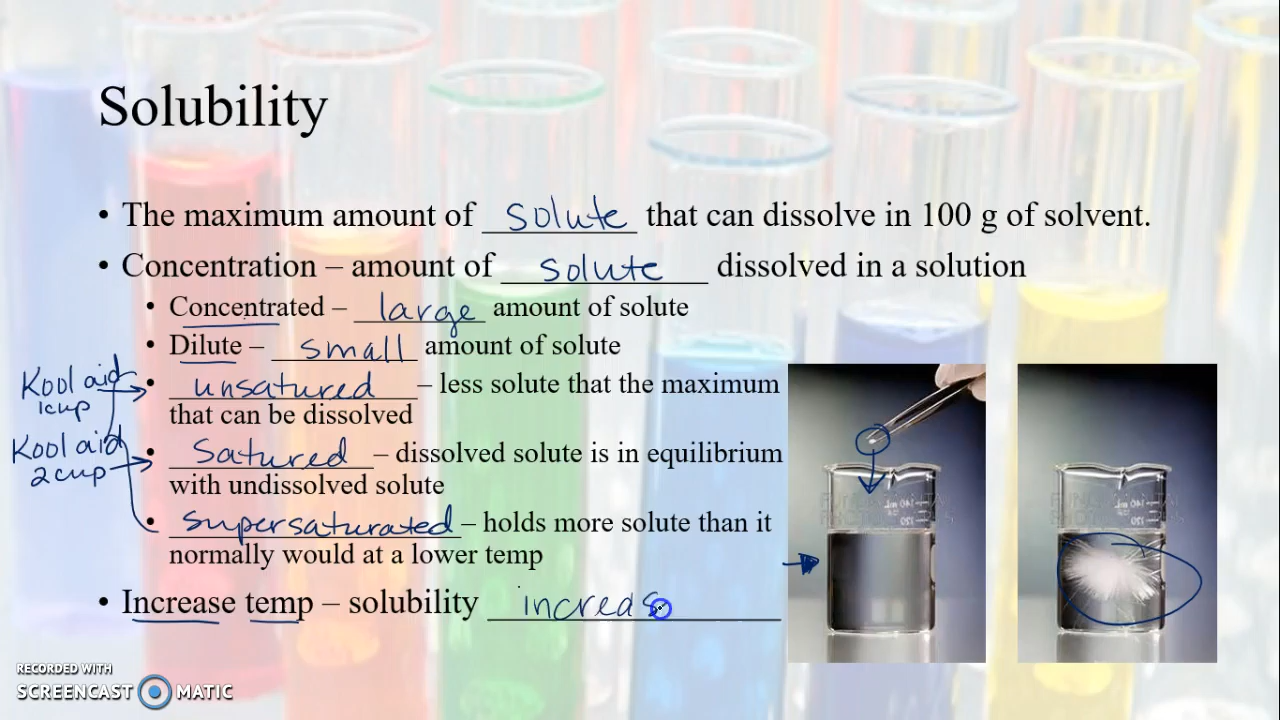 Solubility
• The maximum amount of solute that can dissolve in 100 g of solvent.
• Concentration – amount of solute dissolved in a solution
• Concentrated – large amount of solute
• Dilute – small amount of solute
Kool aid
1cup
• unsatured – less solute that the maximum
that can be dissolved
Kool aid
2cup
• Satured – dissolved solute is in equilibrium
with undissolved solute
• supersaturated – holds more solute than it
normally would at a lower temp
• Increase temp – solubility increas
RECORDED WITH
SCREENCAST MATIC